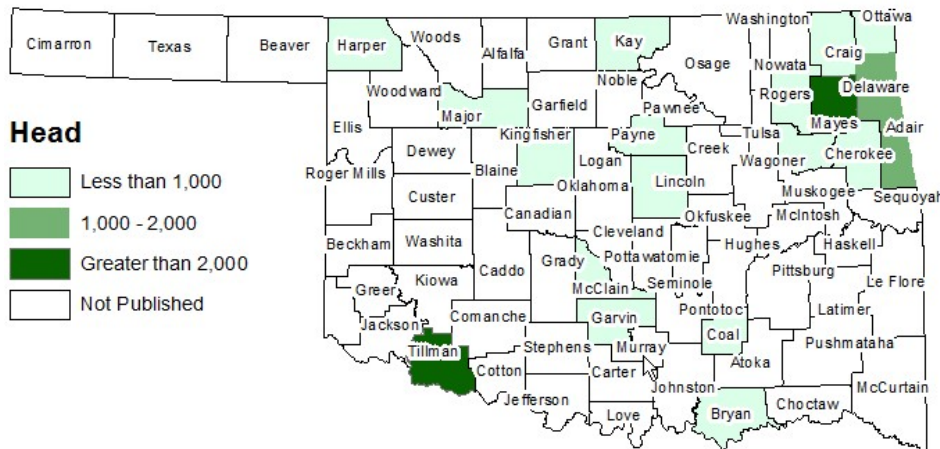 Washington
Ottawa
Cimarron
Texas
Beaver
Harper
Woods
Alfalfa
Grant
Kay
Craig
Nowata
Osage
Noble
Woodward
Rogers
Delaware
Major
Garfield
Pawnee
Mayes
Adair
Head
Ellis
Kingfisher
Payne
Tulsa
Creek
Less than 1,000
Dewey
Blaine
Logan
Wagoner
Cherokee
Roger Mills
Lincoln
Custer
Oklahoma
Muskogee
Sequoyah
1,000 - 2,000
Canadian
Okfuskee
McIntosh
Cleveland
Beckham
Washita
Hughes
Haskell
Greater than 2,000
Grady
Pottawatomie
Caddo
Pittsburg
Kiowa
Seminole
Le Flore
Greer
McClain
Not Published
Pontotoc
Latimer
Comanche
Garvin
Jackson
Coal
Pushmataha
Tillman
Stephens
Murray
Atoka
Cotton
Carter
Johnston
McCurtain
Jefferson
Choctaw
Love
Bryan